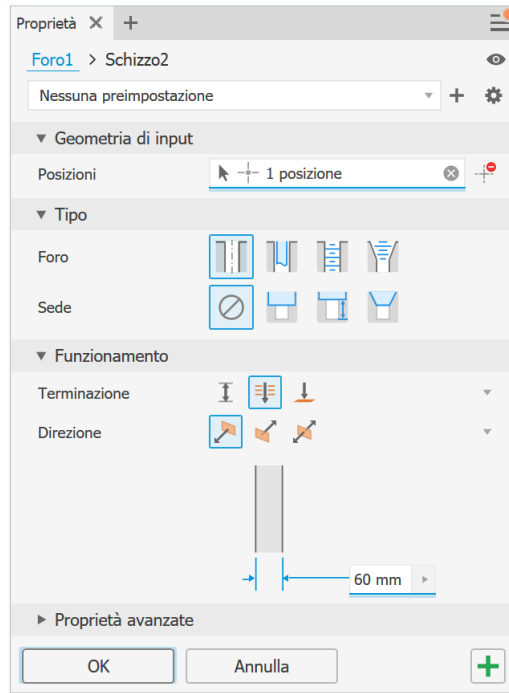 Proprietà
Foro1 > Schizzo2
Nessuna preimpostazione
Geometria di input
Posizioni 1 posizione
Tipo
Foro
Sede
Funzionamento
Terminazione
Direzione
60 mm
Proprietà avanzate
OK Annulla